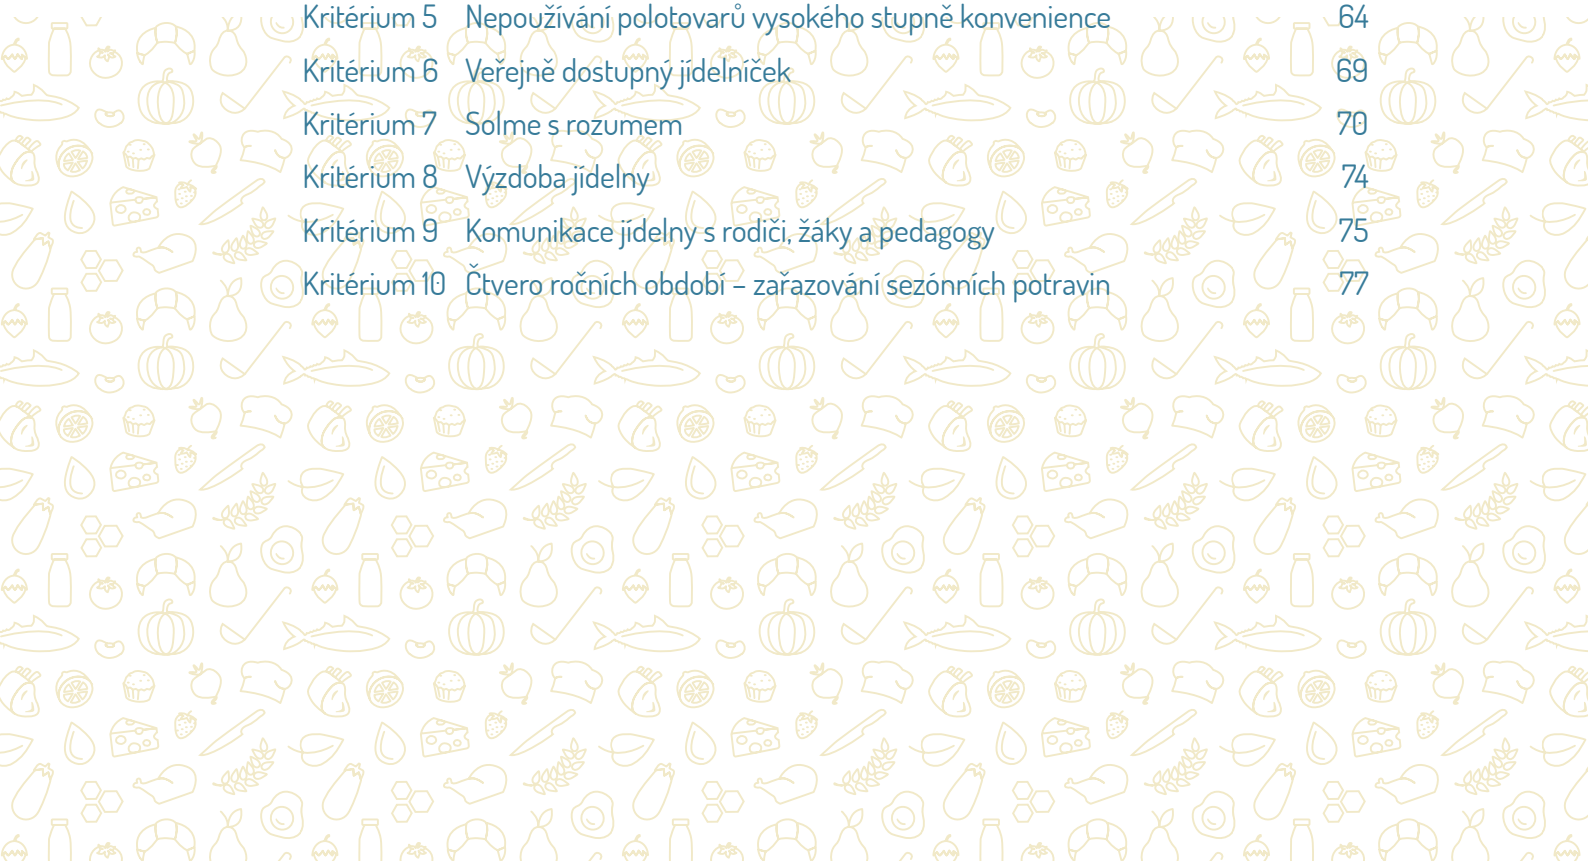 Kritérium 5 Nepoužívání polotovarů vysokého stupně konvenience 64
Kritérium 6 Veřejně dostupný jídelníček 69
Kritérium 7 Solme s rozumem 70
Kritérium 8 Výzdoba jídelny 74
Kritérium 9 Komunikace jídelny s rodiči, žáky a pedagogy 75
Kritérium 10 Čtvero ročních období – zařazování sezónních potravin 77